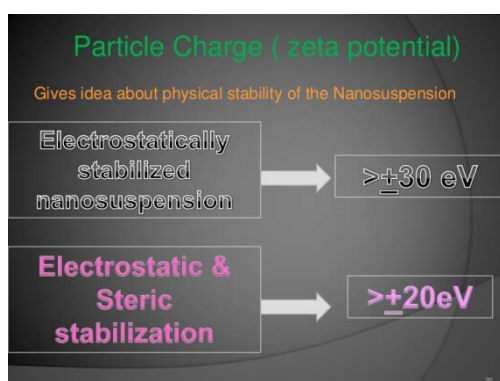 Particle Charge ( zeta potential)
Gives idea about physical stability of the Nanosuspension
Electrostatically
stabilized
nanosuspension
>±30 eV
Electrostatic &
Steric
stabilization
>±20eV